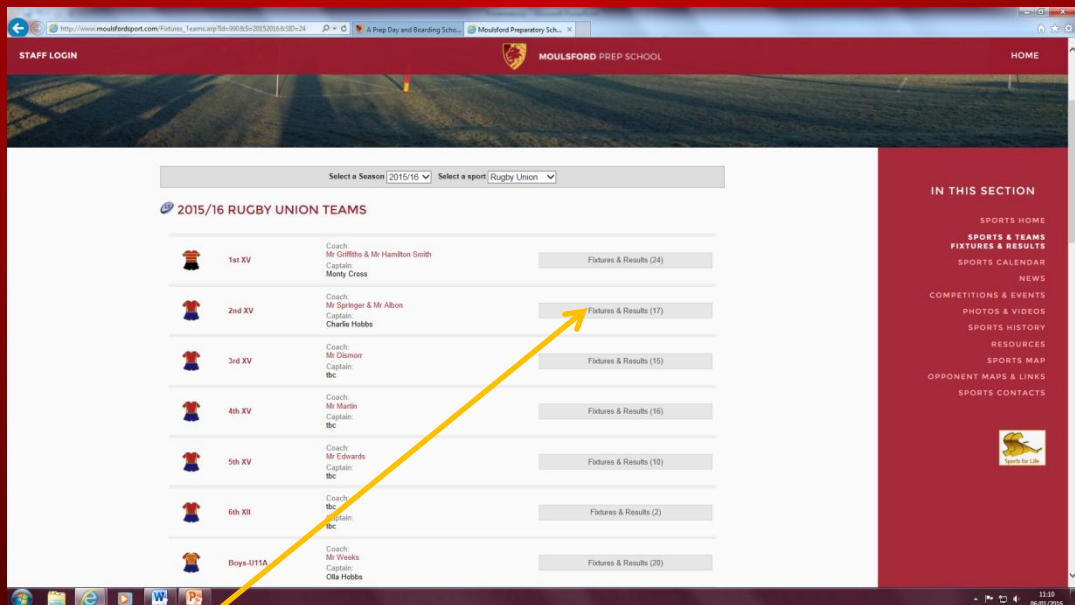 http://www.moulsfordsport.com/Fixtures_Teams.asp?Id=990&S=20152016&SID=24
A Prep Day and Boarding Scho...
Moulsford Preparatory Sch...
STAFF LOGIN
MOULSFORD PREP SCHOOL
HOME
Select a Season 2015/16 Select a sport Rugby Union
2015/16 RUGBY UNION TEAMS
1st XV
Coach:
Mr Griffiths & Mr Hamilton Smith
Captain:
Monty Cross
Fixtures & Results (24)
2nd XV
Coach:
Mr Springer & Mr Albon
Captain:
Charlie Hobbs
Fixtures & Results (17)
3rd XV
Coach:
Mr Dismorr
Captain:
tbc
Fixtures & Results (15)
4th XV
Coach:
Mr Martin
Captain:
tbc
Fixtures & Results (16)
5th XV
Coach:
Mr Edwards
Captain:
tbc
Fixtures & Results (10)
6th XII
Coach:
tbc
Captain:
tbc
Fixtures & Results (2)
Boys-U11A
Coach:
Mr Weeks
Captain:
Olla Hobbs
Fixtures & Results (20)
IN THIS SECTION
SPORTS HOME
SPORTS & TEAMS
FIXTURES & RESULTS
SPORTS CALENDAR
NEWS
COMPETITIONS & EVENTS
PHOTOS & VIDEOS
SPORTS HISTORY
RESOURCES
SPORTS MAP
OPPONENT MAPS & LINKS
SPORTS CONTACTS
Sports for Life
11:10
06/01/2016